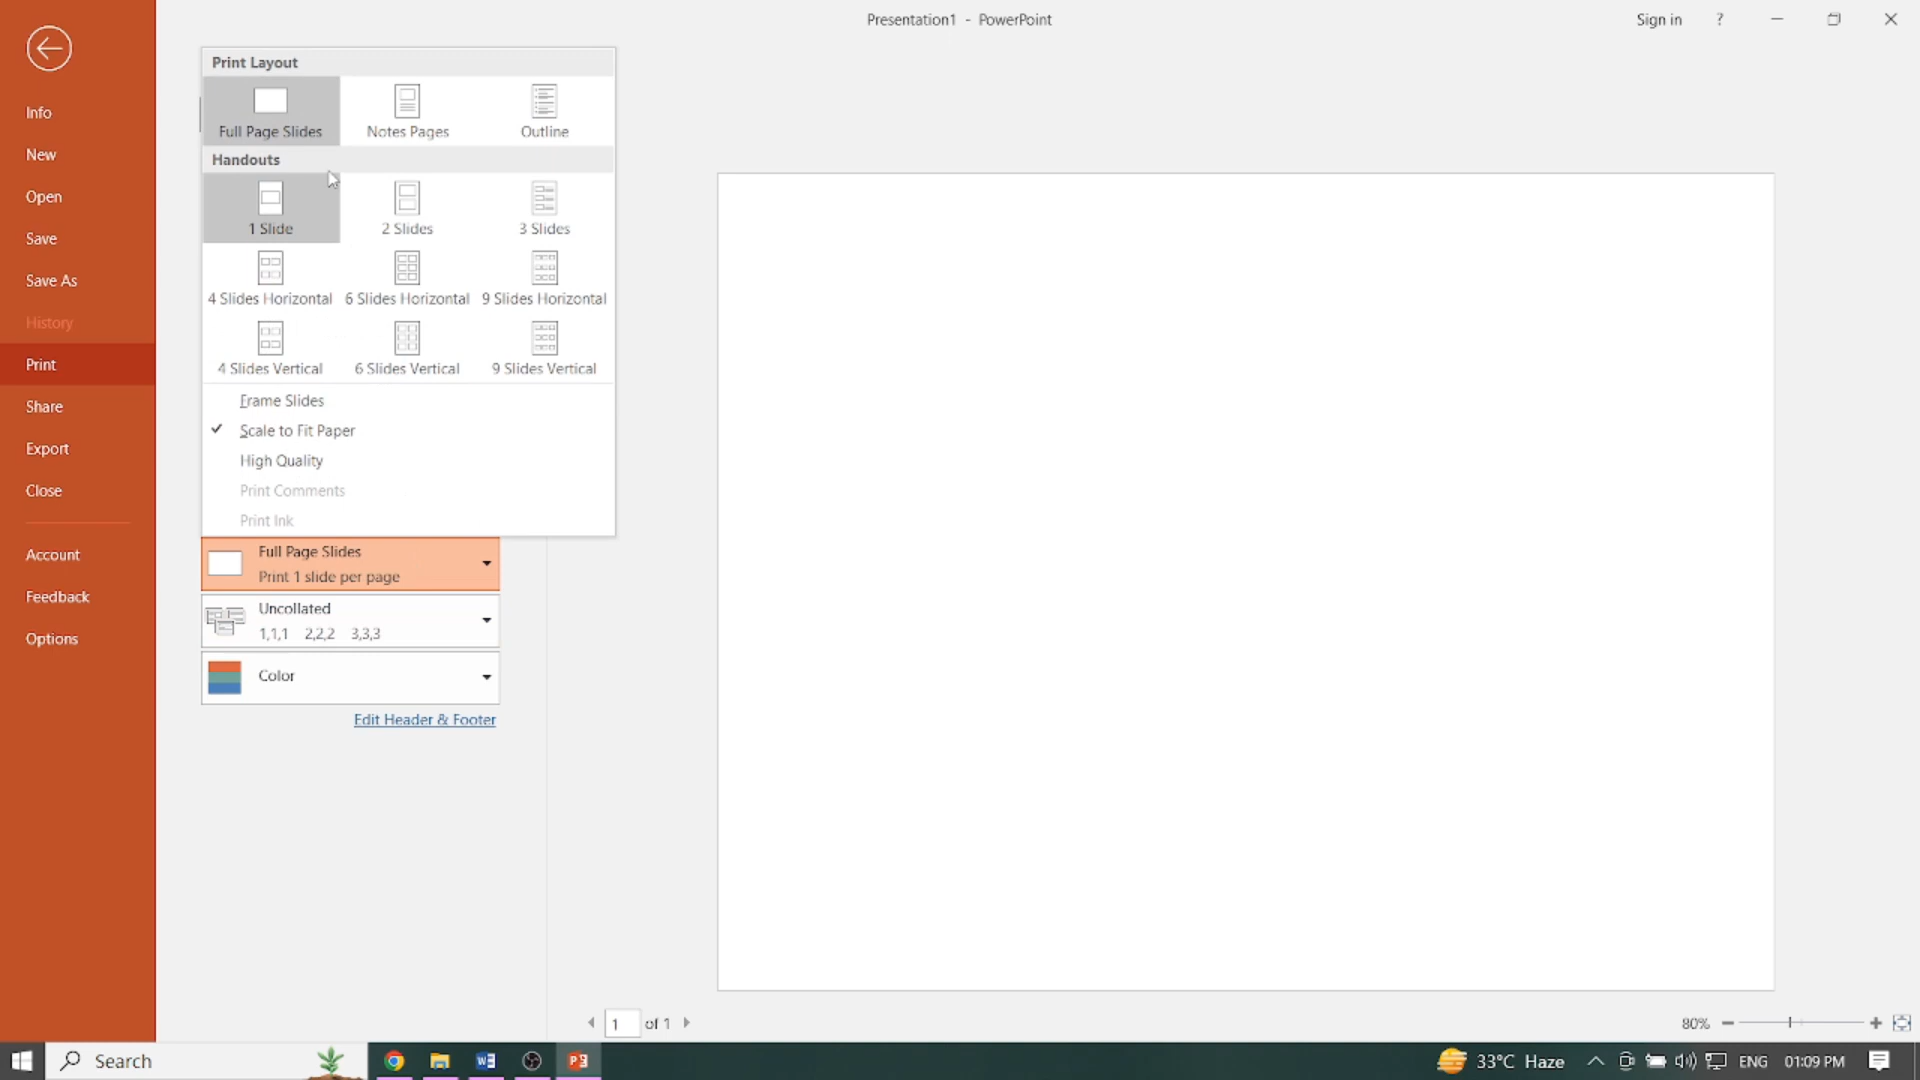 Presentation1 - PowerPoint
Sign in
?
Info
New
Open
Save
Save As
History
Print
Share
Export
Close
Account
Feedback
Options
Print Layout
Full Page Slides
Notes Pages
Outline
Handouts
1 Slide
2 Slides
3 Slides
4 Slides Horizontal
6 Slides Horizontal
9 Slides Horizontal
4 Slides Vertical
6 Slides Vertical
9 Slides Vertical
Frame Slides
Scale to Fit Paper
High Quality
Print Comments
Print Ink
Full Page Slides
Print 1 slide per page
Uncollated
1,1,1 2,2,2 3,3,3
Color
Edit Header & Footer
1 of 1
80%
Search
33°C Haze
ENG
01:09 PM